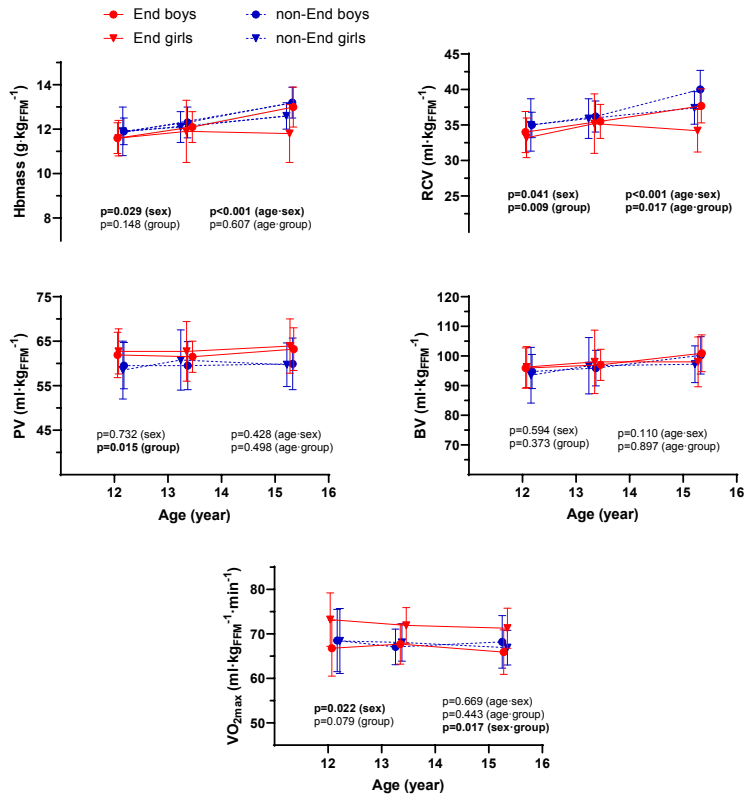 End boys
non-End boys
End girls
non-End girls
Hbmass (g·kgFFM⁻¹)
14
12
10
8
p=0.029 (sex)
p<0.001 (age·sex)
p=0.148 (group)
p=0.607 (age·group)
RCV (ml·kgFFM⁻¹)
45
40
35
30
25
p=0.041 (sex)
p<0.001 (age·sex)
p=0.009 (group)
p=0.017 (age·group)
PV (ml·kgFFM⁻¹)
75
65
55
45
p=0.732 (sex)
p=0.428 (age·sex)
p=0.015 (group)
p=0.498 (age·group)
12 13 14 15 16
Age (year)
BV (ml·kgFFM⁻¹)
120
110
100
90
80
70
p=0.594 (sex)
p=0.110 (age·sex)
p=0.373 (group)
p=0.897 (age·group)
12 13 14 15 16
Age (year)
VO2max (ml·kgFFM⁻¹·min⁻¹)
80
70
60
50
p=0.669 (age·sex)
p=0.022 (sex)
p=0.443 (age·group)
p=0.079 (group)
p=0.017 (sex·group)
12 13 14 15 16
Age (year)